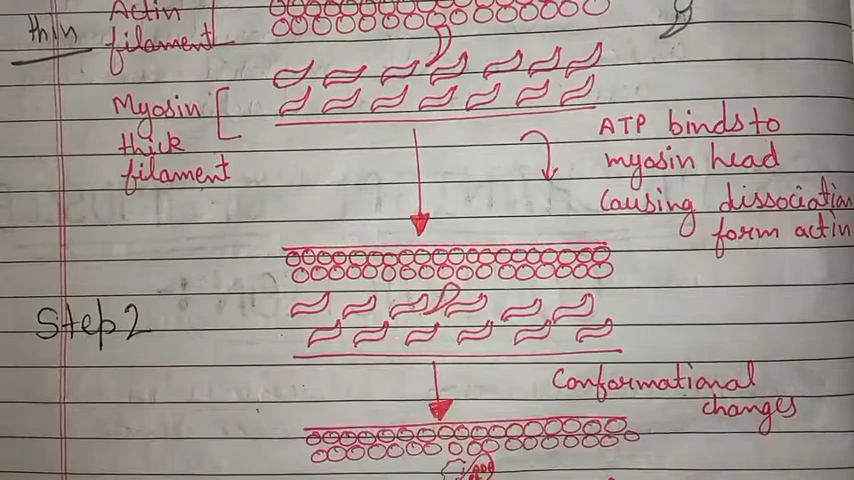 Actin
thin
filament
Myosin
thick
filament
ATP binds to
myosin head
Causing dissociation
form actin
Step 2
Conformational
changes
ADP